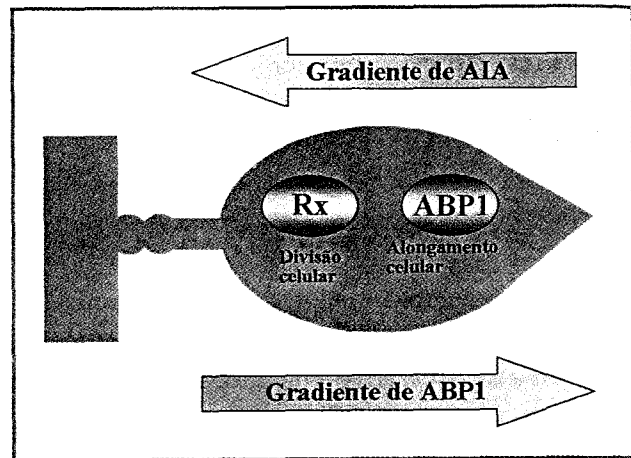 Gradiente de AIA
Rx
ABP1
Divisão
celular
Alongamento
celular
Gradiente de ABP1